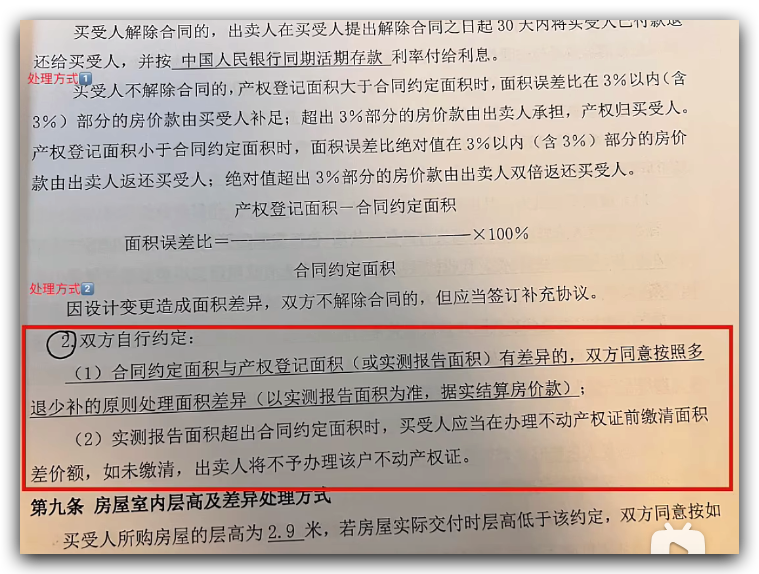 买受人解除合同的，出卖人在买受人提出解除合同之日起 30 天内将买受人已付款退
还给买受人，并按 中国人民银行同期活期存款 利率付给利息。
处理方式1
买受人不解除合同的，产权登记面积大于合同约定面积时，面积误差比在 3%以内（含
3%）部分的房价款由买受人补足；超出 3%部分的房价款由出卖人承担，产权归买受人。
产权登记面积小于合同约定面积时，面积误差比绝对值在 3%以内（含 3%）部分的房价
款由出卖人返还买受人；绝对值超出 3%部分的房价款由出卖人双倍返还买受人。
产权登记面积－合同约定面积
面积误差比＝————————×100%
合同约定面积
处理方式2
因设计变更造成面积差异，双方不解除合同的，但应当签订补充协议。
2.双方自行约定：
（1）合同约定面积与产权登记面积（或实测报告面积）有差异的，双方同意按照多
退少补的原则处理面积差异（以实测报告面积为准，据实结算房价款）；
（2）实测报告面积超出合同约定面积时，买受人应当在办理不动产权证前缴清面积
差价额，如未缴清，出卖人将不予办理该户不动产权证。
第九条 房屋室内层高及差异处理方式
买受人所购房屋的层高为 2.9 米，若房屋实际交付时层高低于该约定，双方同意按如